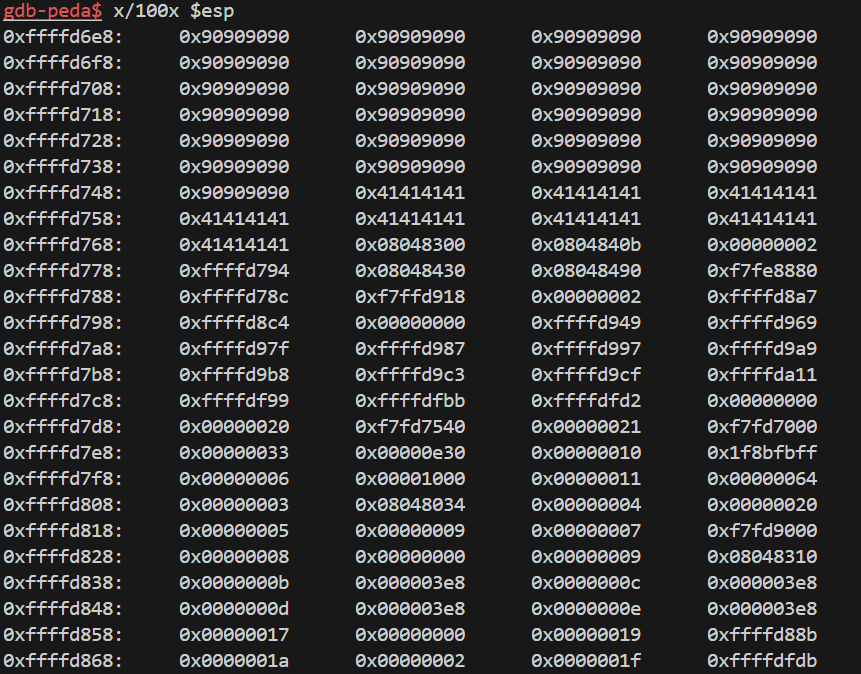 gdb-peda$ x/100x $esp
0xffffd6e8: 0x90909090 0x90909090 0x90909090 0x90909090
0xffffd6f8: 0x90909090 0x90909090 0x90909090 0x90909090
0xffffd708: 0x90909090 0x90909090 0x90909090 0x90909090
0xffffd718: 0x90909090 0x90909090 0x90909090 0x90909090
0xffffd728: 0x90909090 0x90909090 0x90909090 0x90909090
0xffffd738: 0x90909090 0x90909090 0x90909090 0x90909090
0xffffd748: 0x90909090 0x41414141 0x41414141 0x41414141
0xffffd758: 0x41414141 0x41414141 0x41414141 0x41414141
0xffffd768: 0x41414141 0x08048300 0x0804840b 0x00000002
0xffffd778: 0xffffd794 0x08048430 0x08048490 0xf7fe8880
0xffffd788: 0xffffd78c 0xf7ffd918 0x00000002 0xffffd8a7
0xffffd798: 0xffffd8c4 0x00000000 0xffffd949 0xffffd969
0xffffd7a8: 0xffffd97f 0xffffd987 0xffffd997 0xffffd9a9
0xffffd7b8: 0xffffd9b8 0xffffd9c3 0xffffd9cf 0xffffda11
0xffffd7c8: 0xffffdf99 0xffffdfbb 0xffffdfd2 0x00000000
0xffffd7d8: 0x00000020 0xf7fd7540 0x00000021 0xf7fd7000
0xffffd7e8: 0x00000033 0x00000e30 0x00000010 0x1f8bfbff
0xffffd7f8: 0x00000006 0x00001000 0x00000011 0x00000064
0xffffd808: 0x00000003 0x08048034 0x00000004 0x00000020
0xffffd818: 0x00000005 0x00000009 0x00000007 0xf7fd9000
0xffffd828: 0x00000008 0x00000000 0x00000009 0x08048310
0xffffd838: 0x0000000b 0x000003e8 0x0000000c 0x000003e8
0xffffd848: 0x0000000d 0x000003e8 0x0000000e 0x000003e8
0xffffd858: 0x00000017 0x00000000 0x00000019 0xffffd88b
0xffffd868: 0x0000001a 0x00000002 0x0000001f 0xffffdfdb